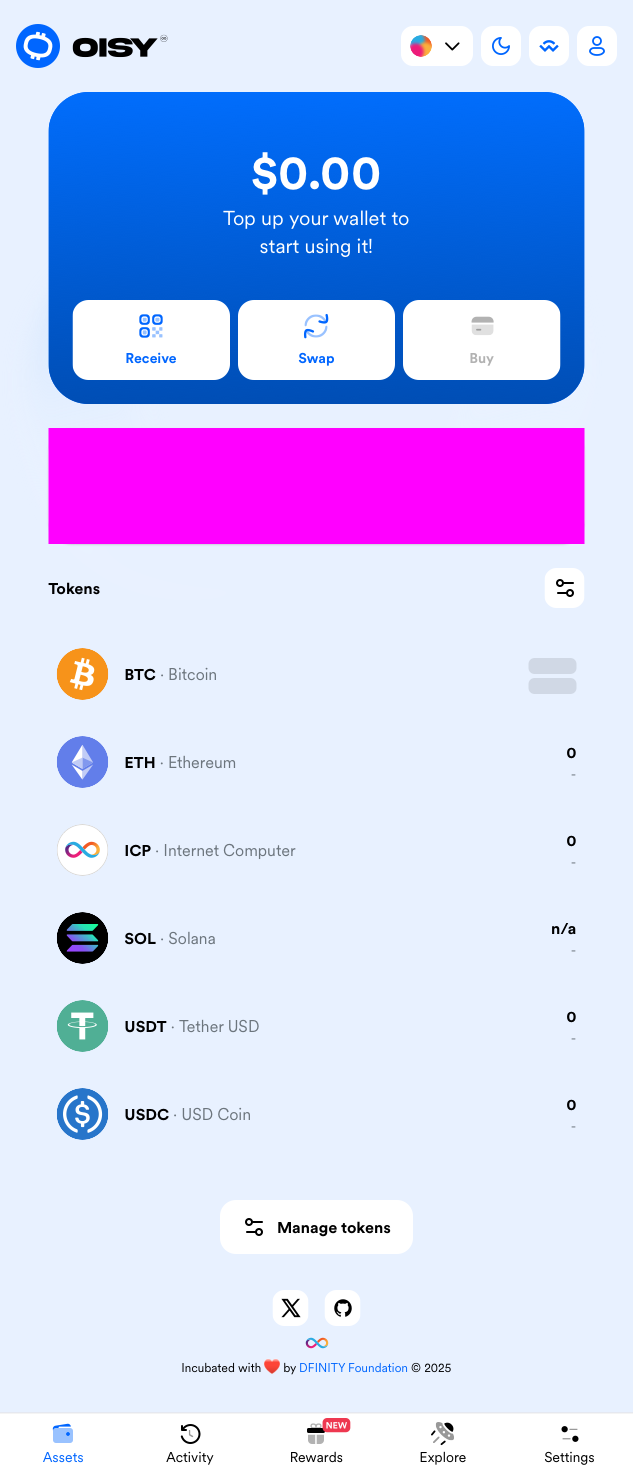 OISY
$0.00
Top up your wallet to
start using it!
Receive
Swap
Buy
Tokens
BTC · Bitcoin
ETH · Ethereum
0
-
ICP · Internet Computer
0
-
SOL · Solana
n/a
-
USDT · Tether USD
0
-
USDC · USD Coin
0
-
Manage tokens
Incubated with ❤️ by DFINITY Foundation © 2025
NEW
Assets
Activity
Rewards
Explore
Settings